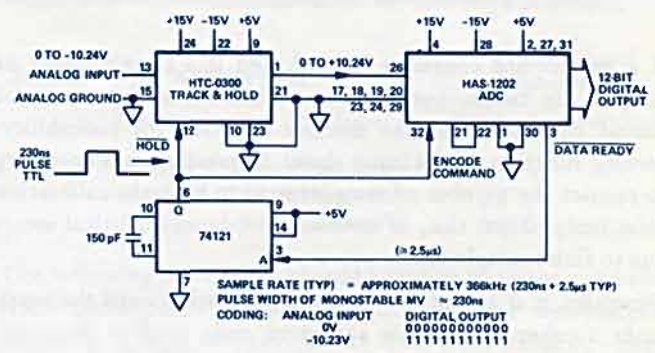 +15V -15V +5V
24 22 9
0 TO -10.24V
ANALOG INPUT 13
ANALOG GROUND 15
HTC-0300
TRACK & HOLD
1
21
12 10 23
HOLD
0 TO +10.24V
+15V -15V +5V
4 28 2, 27, 31
26
17, 18, 19, 20
23, 24, 29
HAS-1202
ADC
12-BIT
DIGITAL
OUTPUT
32 21 22 1 30 3
ENCODE
COMMAND
DATA READY
230ns
PULSE
TTL
6
Q
10
150 pF
11
74121
9
14
+5V
3
A
7
(≥ 2.5μs)
SAMPLE RATE (TYP) = APPROXIMATELY 366kHz (230ns + 2.5μs TYP)
PULSE WIDTH OF MONOSTABLE MV = 230ns
CODING: ANALOG INPUT DIGITAL OUTPUT
0V 000000000000
-10.23V 111111111111